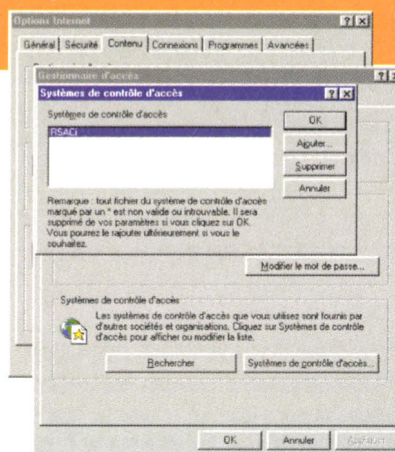 Options Internet
Général Sécurité Contenu Connexions Programmes Avancées
Gestionnaire d'accès
Systèmes de contrôle d'accès
Systèmes de contrôle d'accès
RSACi
OK
Ajouter...
Supprimer
Annuler
Remarque : tout fichier du système de contrôle d'accès
marqué par un * est non valide ou introuvable. Il sera
supprimé de vos paramètres si vous cliquez sur OK.
Vous pourrez le rajouter ultérieurement si vous le
souhaitez.
Modifier le mot de passe...
Systèmes de contrôle d'accès
Les systèmes de contrôle d'accès que vous utilisez sont fournis par
d'autres sociétés et organisations. Cliquez sur Systèmes de contrôle
d'accès pour afficher ou modifier la liste.
Rechercher
Systèmes de contrôle d'accès...
OK
Annuler
Appliquer